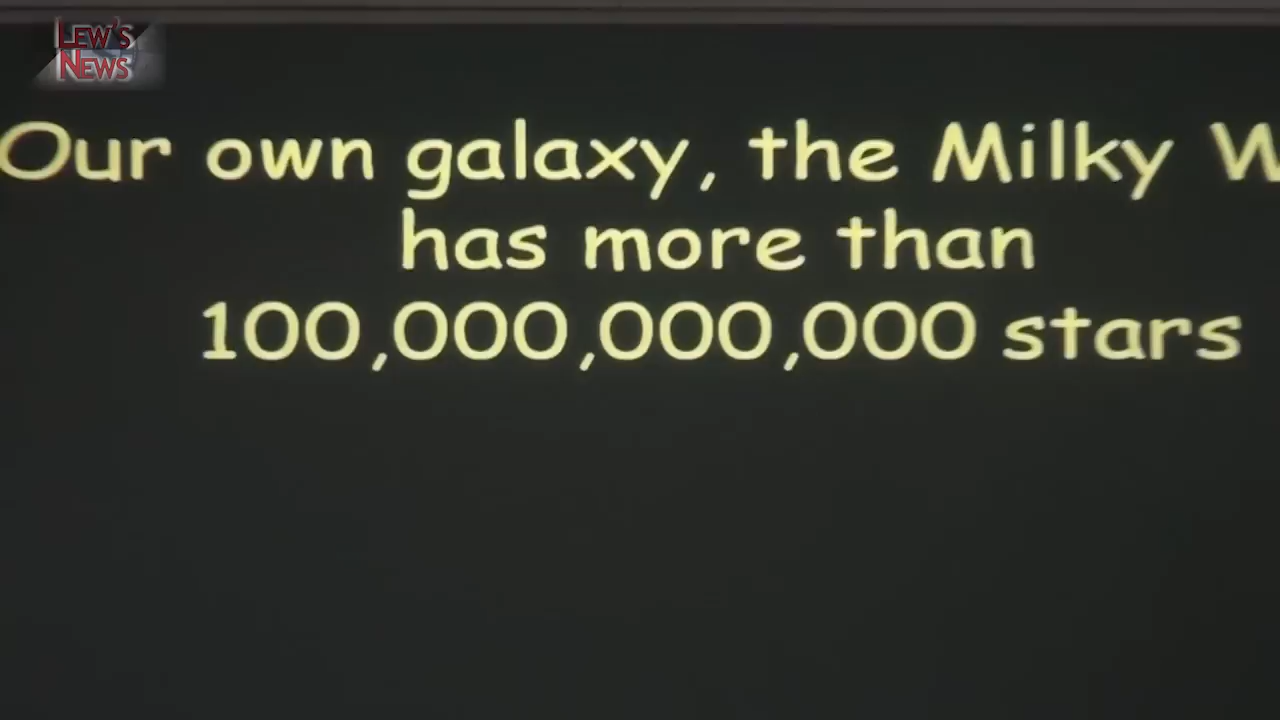 LEW'S
NEWS
Our own galaxy, the Milky W
has more than
100,000,000,000 stars